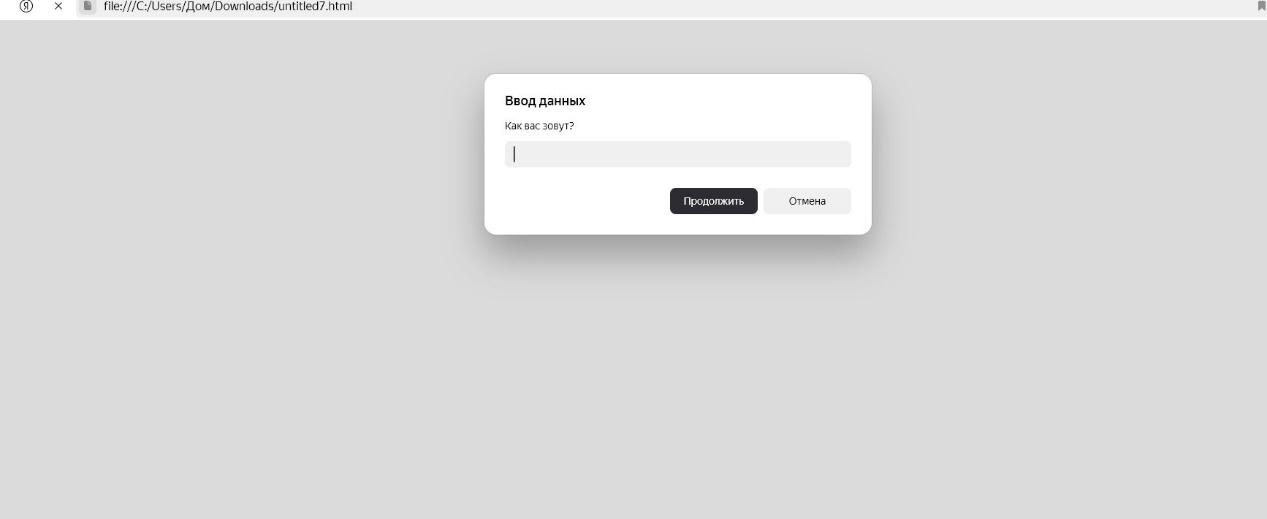 Я file:///C:/Users/Дом/Downloads/untitled7.html
Ввод данных
Как вас зовут?
Продолжить Отмена